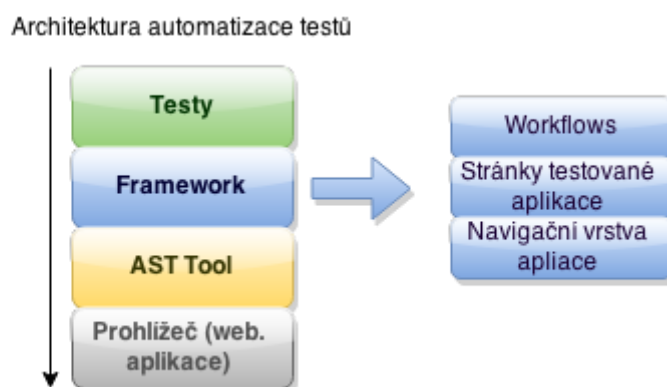 Architektura automatizace testů
Testy
Framework
AST Tool
Prohlížeč (web.
aplikace)
Workflows
Stránky testované
aplikace
Navigační vrstva
apliace